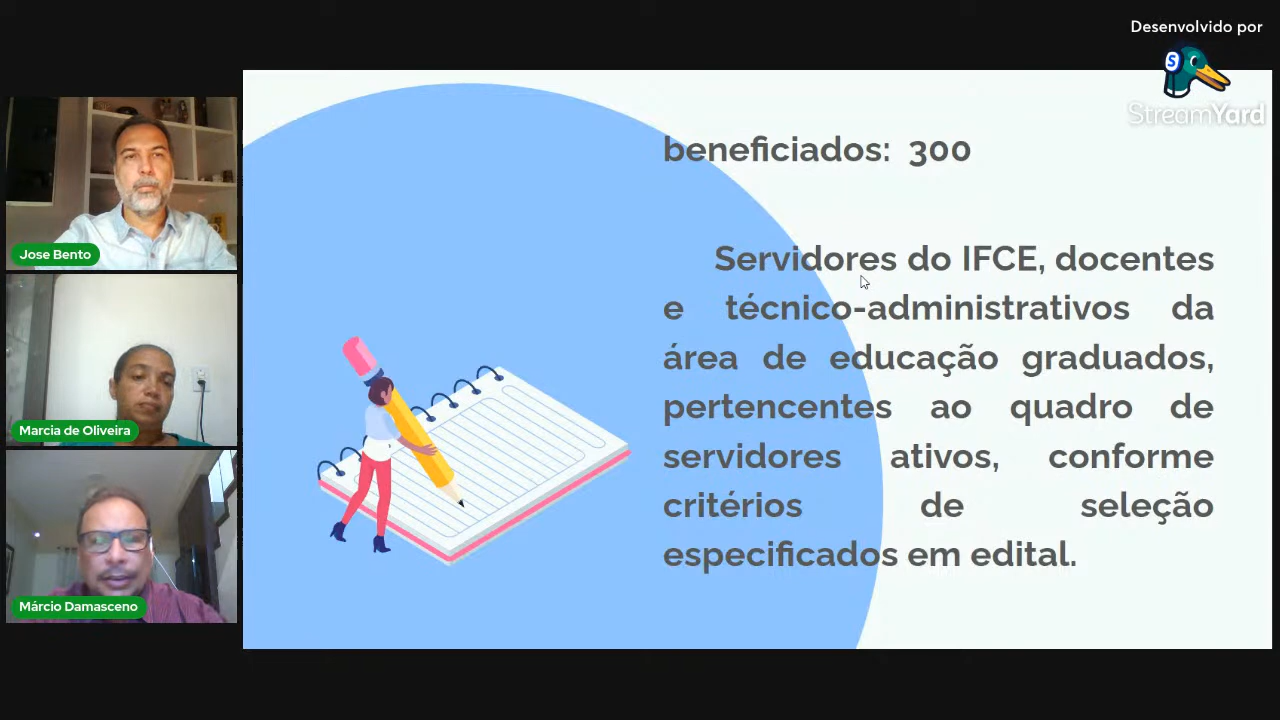 Desenvolvido por
S
StreamYard
Jose Bento
Marcia de Oliveira
Márcio Damasceno
beneficiados: 300
Servidores do IFCE, docentes
e técnico-administrativos da
área de educação graduados,
pertencentes ao quadro de
servidores ativos, conforme
critérios de seleção
especificados em edital.